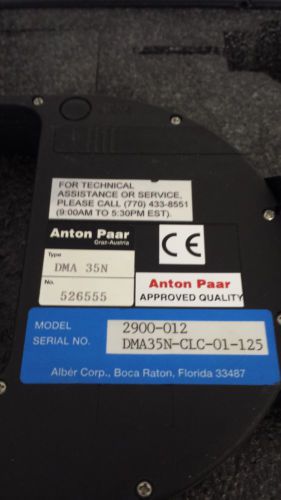 FOR TECHNICAL
ASSISTANCE OR SERVICE,
PLEASE CALL (770) 433-8551
(9:00AM TO 5:30PM EST).
Anton Paar
Graz-Austria
Type
DMA 35N
No.
526555
CE
Anton Paar
APPROVED QUALITY
MODEL 2900-012
SERIAL NO. DMA35N-CLC-01-125
Albér Corp., Boca Raton, Florida 33487